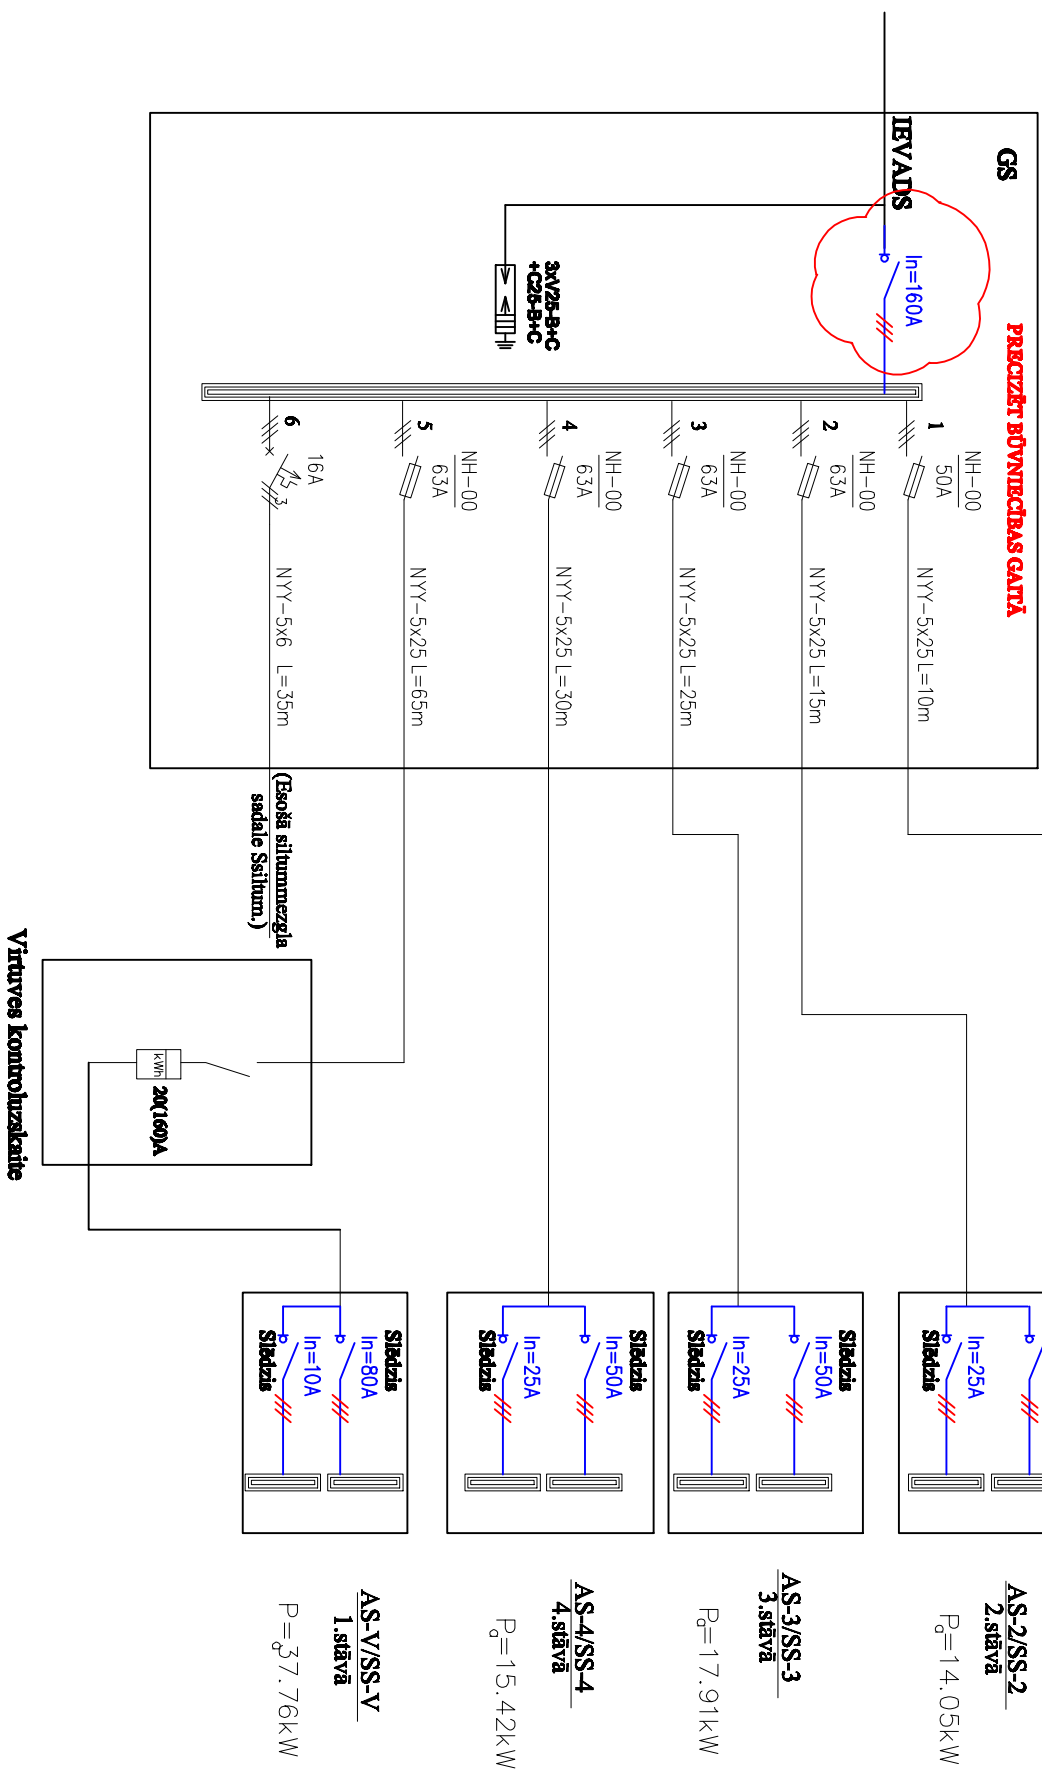 GS
PRECIZĒT BŪVNIECĪBAS GAITĀ
IEVADS
In=160A
3xV25-B+C
+C25-B+C
1
NH-00
50A
NYY-5x25 L=10m
2
NH-00
63A
NYY-5x25 L=15m
3
NH-00
63A
NYY-5x25 L=25m
4
NH-00
63A
NYY-5x25 L=30m
5
NH-00
63A
NYY-5x25 L=65m
6
16A
3
NYY-5x6 L=35m
(Esošā siltummezgla
sadale Ssiltum.)
Virtuves kontroluzskaite
kWh
20(160)A
In=25A
Slēdzis
AS-2/SS-2
2.stāvā
Pa=14.05kW
Slēdzis
In=50A
In=25A
Slēdzis
AS-3/SS-3
3.stāvā
Pa=17.91kW
Slēdzis
In=50A
In=25A
Slēdzis
AS-4/SS-4
4.stāvā
Pa=15.42kW
Slēdzis
In=80A
In=10A
Slēdzis
AS-V/SS-V
1.stāvā
Pa=37.76kW